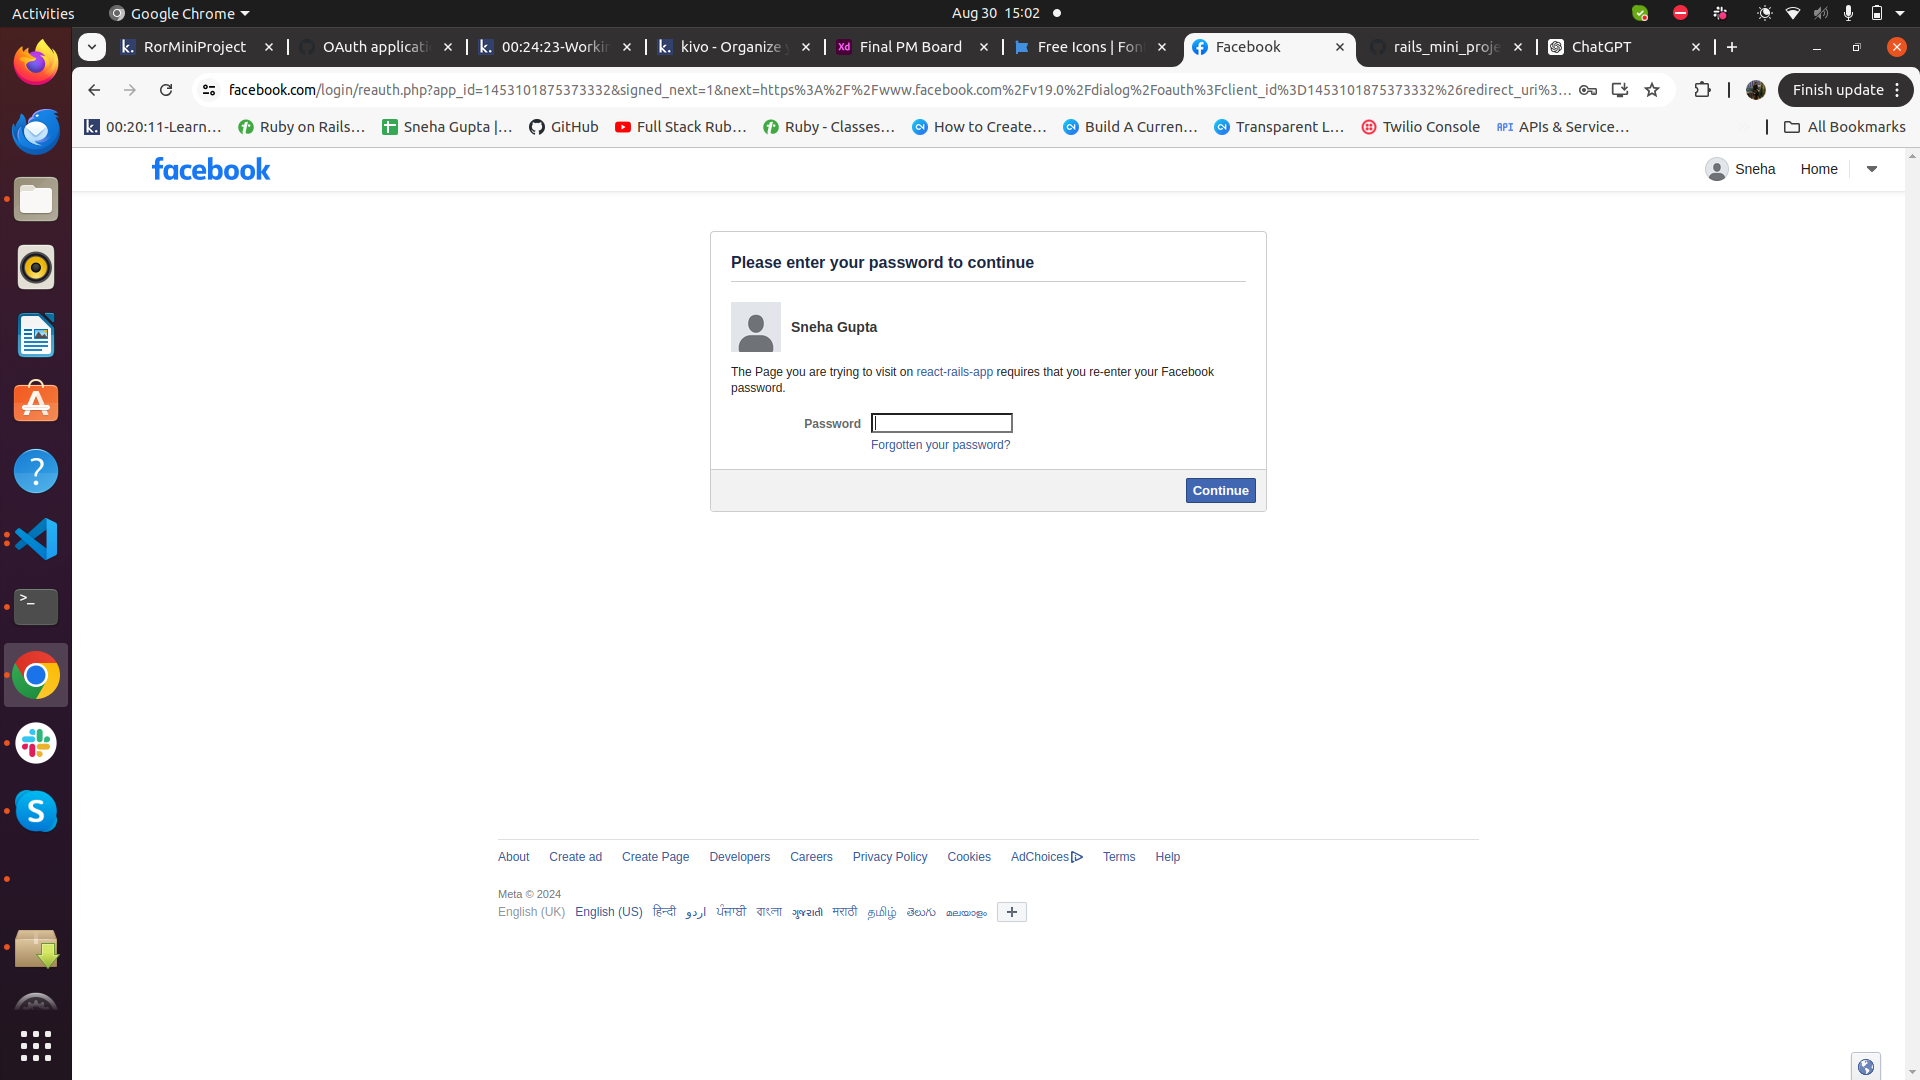 Activities
Google Chrome
Aug 30 15:02
RorMiniProject
OAuth applicati
00:24:23-Workin
kivo - Organize y
Final PM Board
Free Icons | Fon
Facebook
rails_mini_proje
ChatGPT
facebook.com/login/reauth.php?app_id=1453101875373332&signed_next=1&next=https%3A%2F%2Fwww.facebook.com%2Fv19.0%2Fdialog%2Foauth%3Fclient_id%3D1453101875373332%26redirect_uri%3...
Finish update
00:20:11-Learn...
Ruby on Rails...
Sneha Gupta |...
GitHub
Full Stack Rub...
Ruby - Classes...
How to Create...
Build A Curren...
Transparent L...
Twilio Console
APIs & Service...
All Bookmarks
facebook
Sneha
Home
Please enter your password to continue
Sneha Gupta
The Page you are trying to visit on react-rails-app requires that you re-enter your Facebook
password.
Password
Forgotten your password?
Continue
About Create ad Create Page Developers Careers Privacy Policy Cookies AdChoices Terms Help
Meta © 2024
English (UK) English (US) हिन्दी اردو ਪੰਜਾਬੀ বাংলা ગુજરાતી मराठी தமிழ் తెలుగు മലയാളം